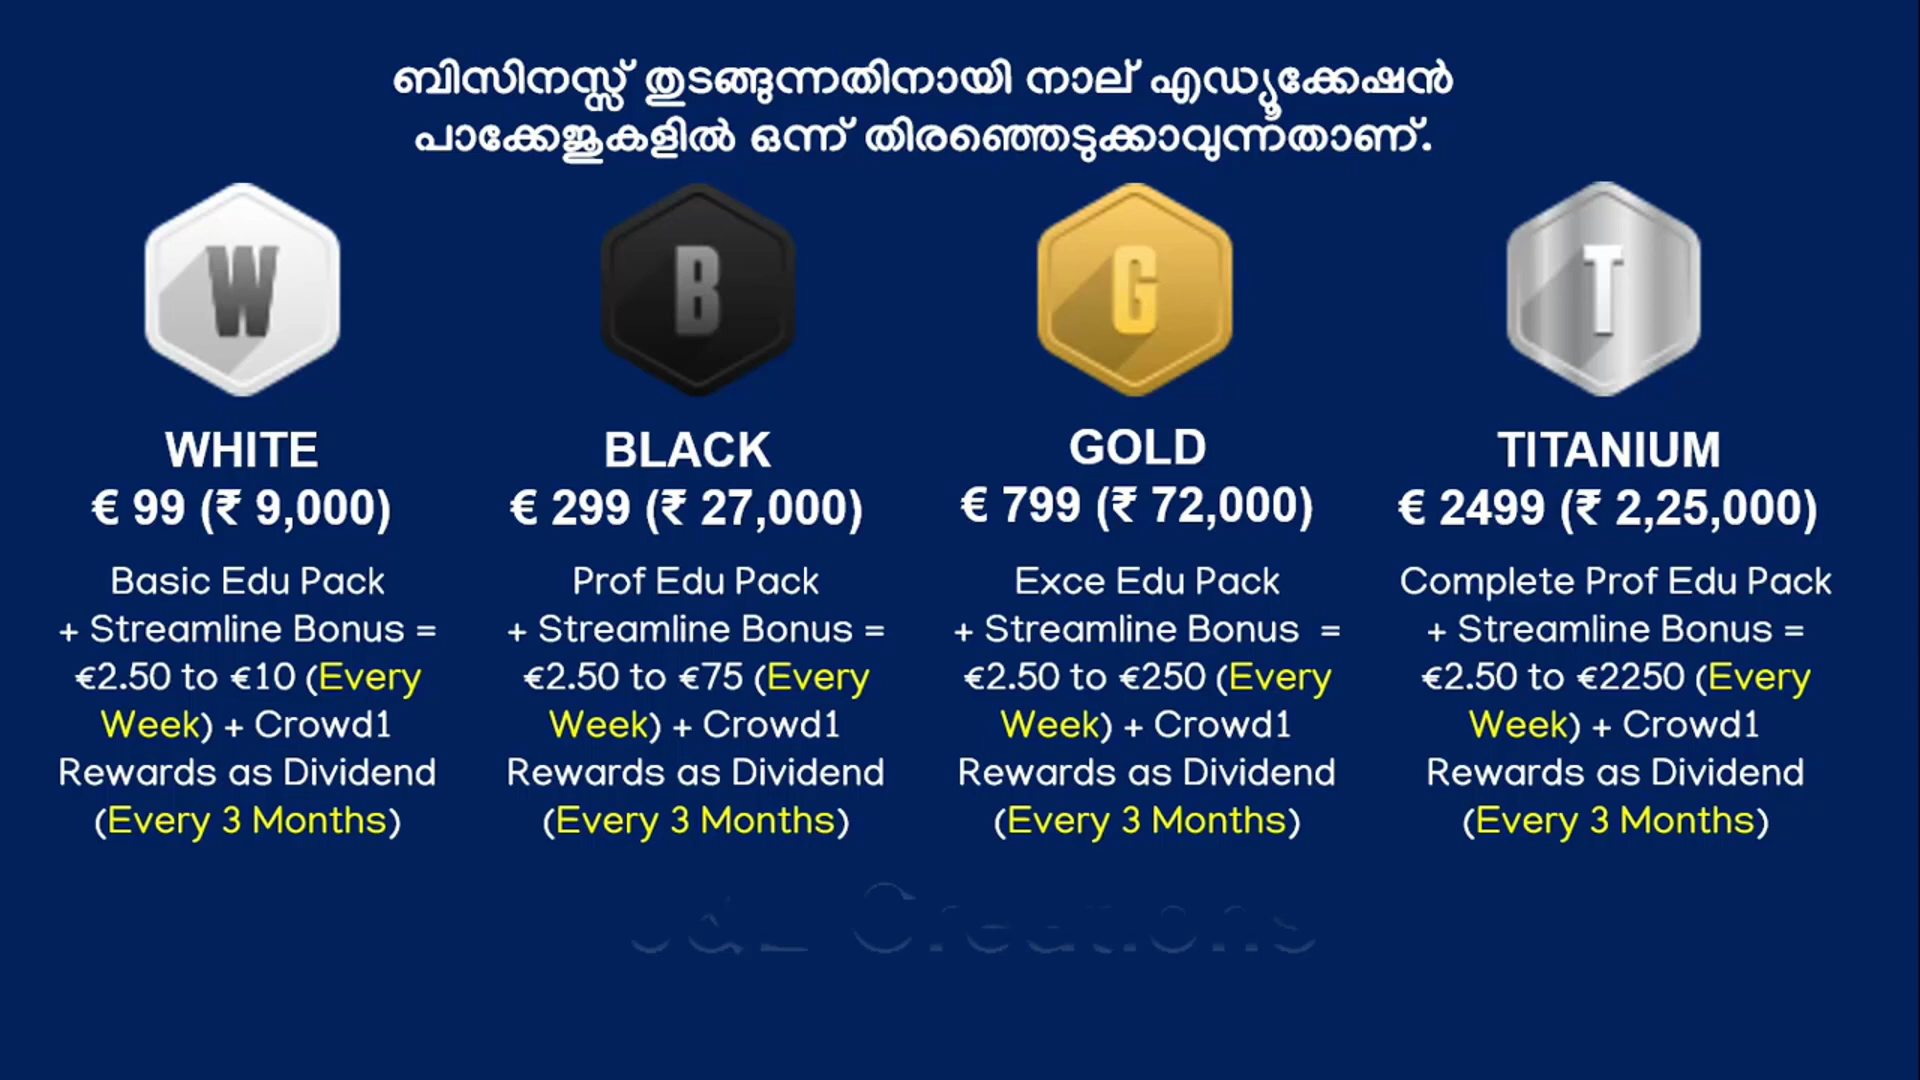 ബിസിനസ്സ് തുടങ്ങുന്നതിനായി നാല് എഡ്യൂക്കേഷൻ
പാക്കേജുകളിൽ ഒന്ന് തിരഞ്ഞെടുക്കാവുന്നതാണ്.
W
B
G
T
WHITE
€ 99 (₹ 9,000)
Basic Edu Pack
+ Streamline Bonus =
€2.50 to €10 (Every
Week) + Crowd1
Rewards as Dividend
(Every 3 Months)
BLACK
€ 299 (₹ 27,000)
Prof Edu Pack
+ Streamline Bonus =
€2.50 to €75 (Every
Week) + Crowd1
Rewards as Dividend
(Every 3 Months)
GOLD
€ 799 (₹ 72,000)
Exce Edu Pack
+ Streamline Bonus =
€2.50 to €250 (Every
Week) + Crowd1
Rewards as Dividend
(Every 3 Months)
TITANIUM
€ 2499 (₹ 2,25,000)
Complete Prof Edu Pack
+ Streamline Bonus =
€2.50 to €2250 (Every
Week) + Crowd1
Rewards as Dividend
(Every 3 Months)
Creations